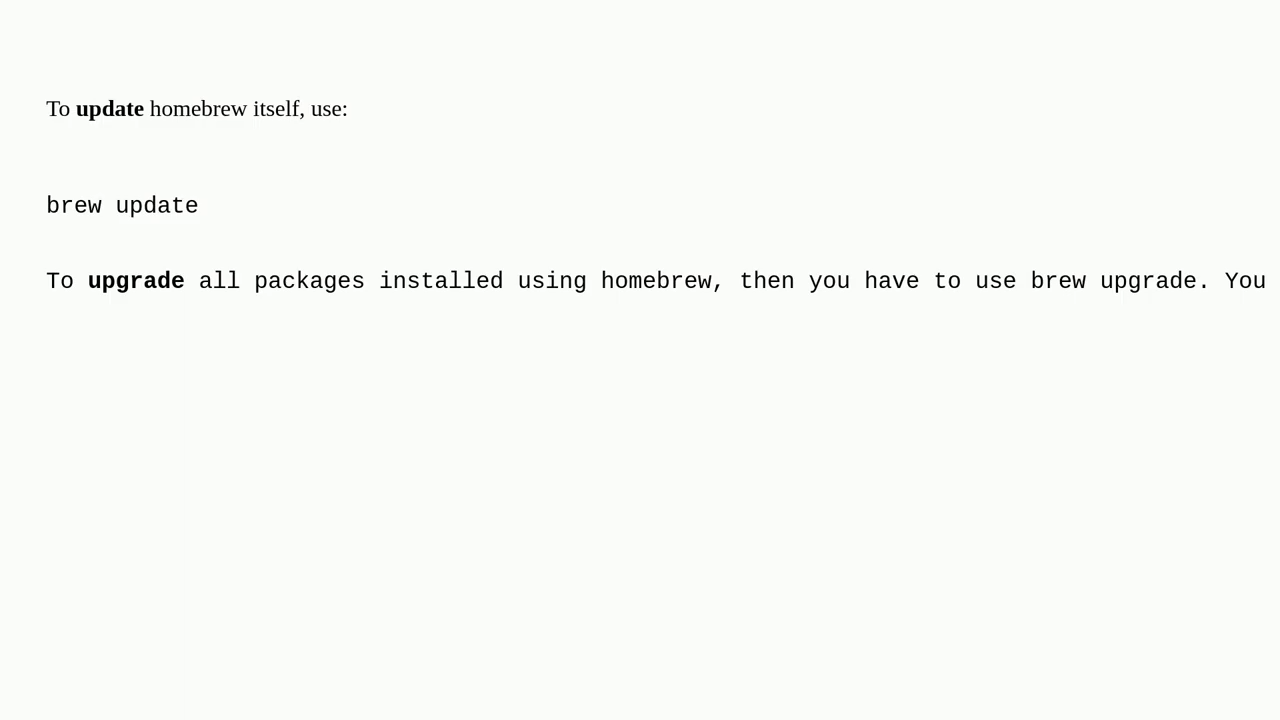 To update homebrew itself, use:
brew update
To upgrade all packages installed using homebrew, then you have to use brew upgrade. You